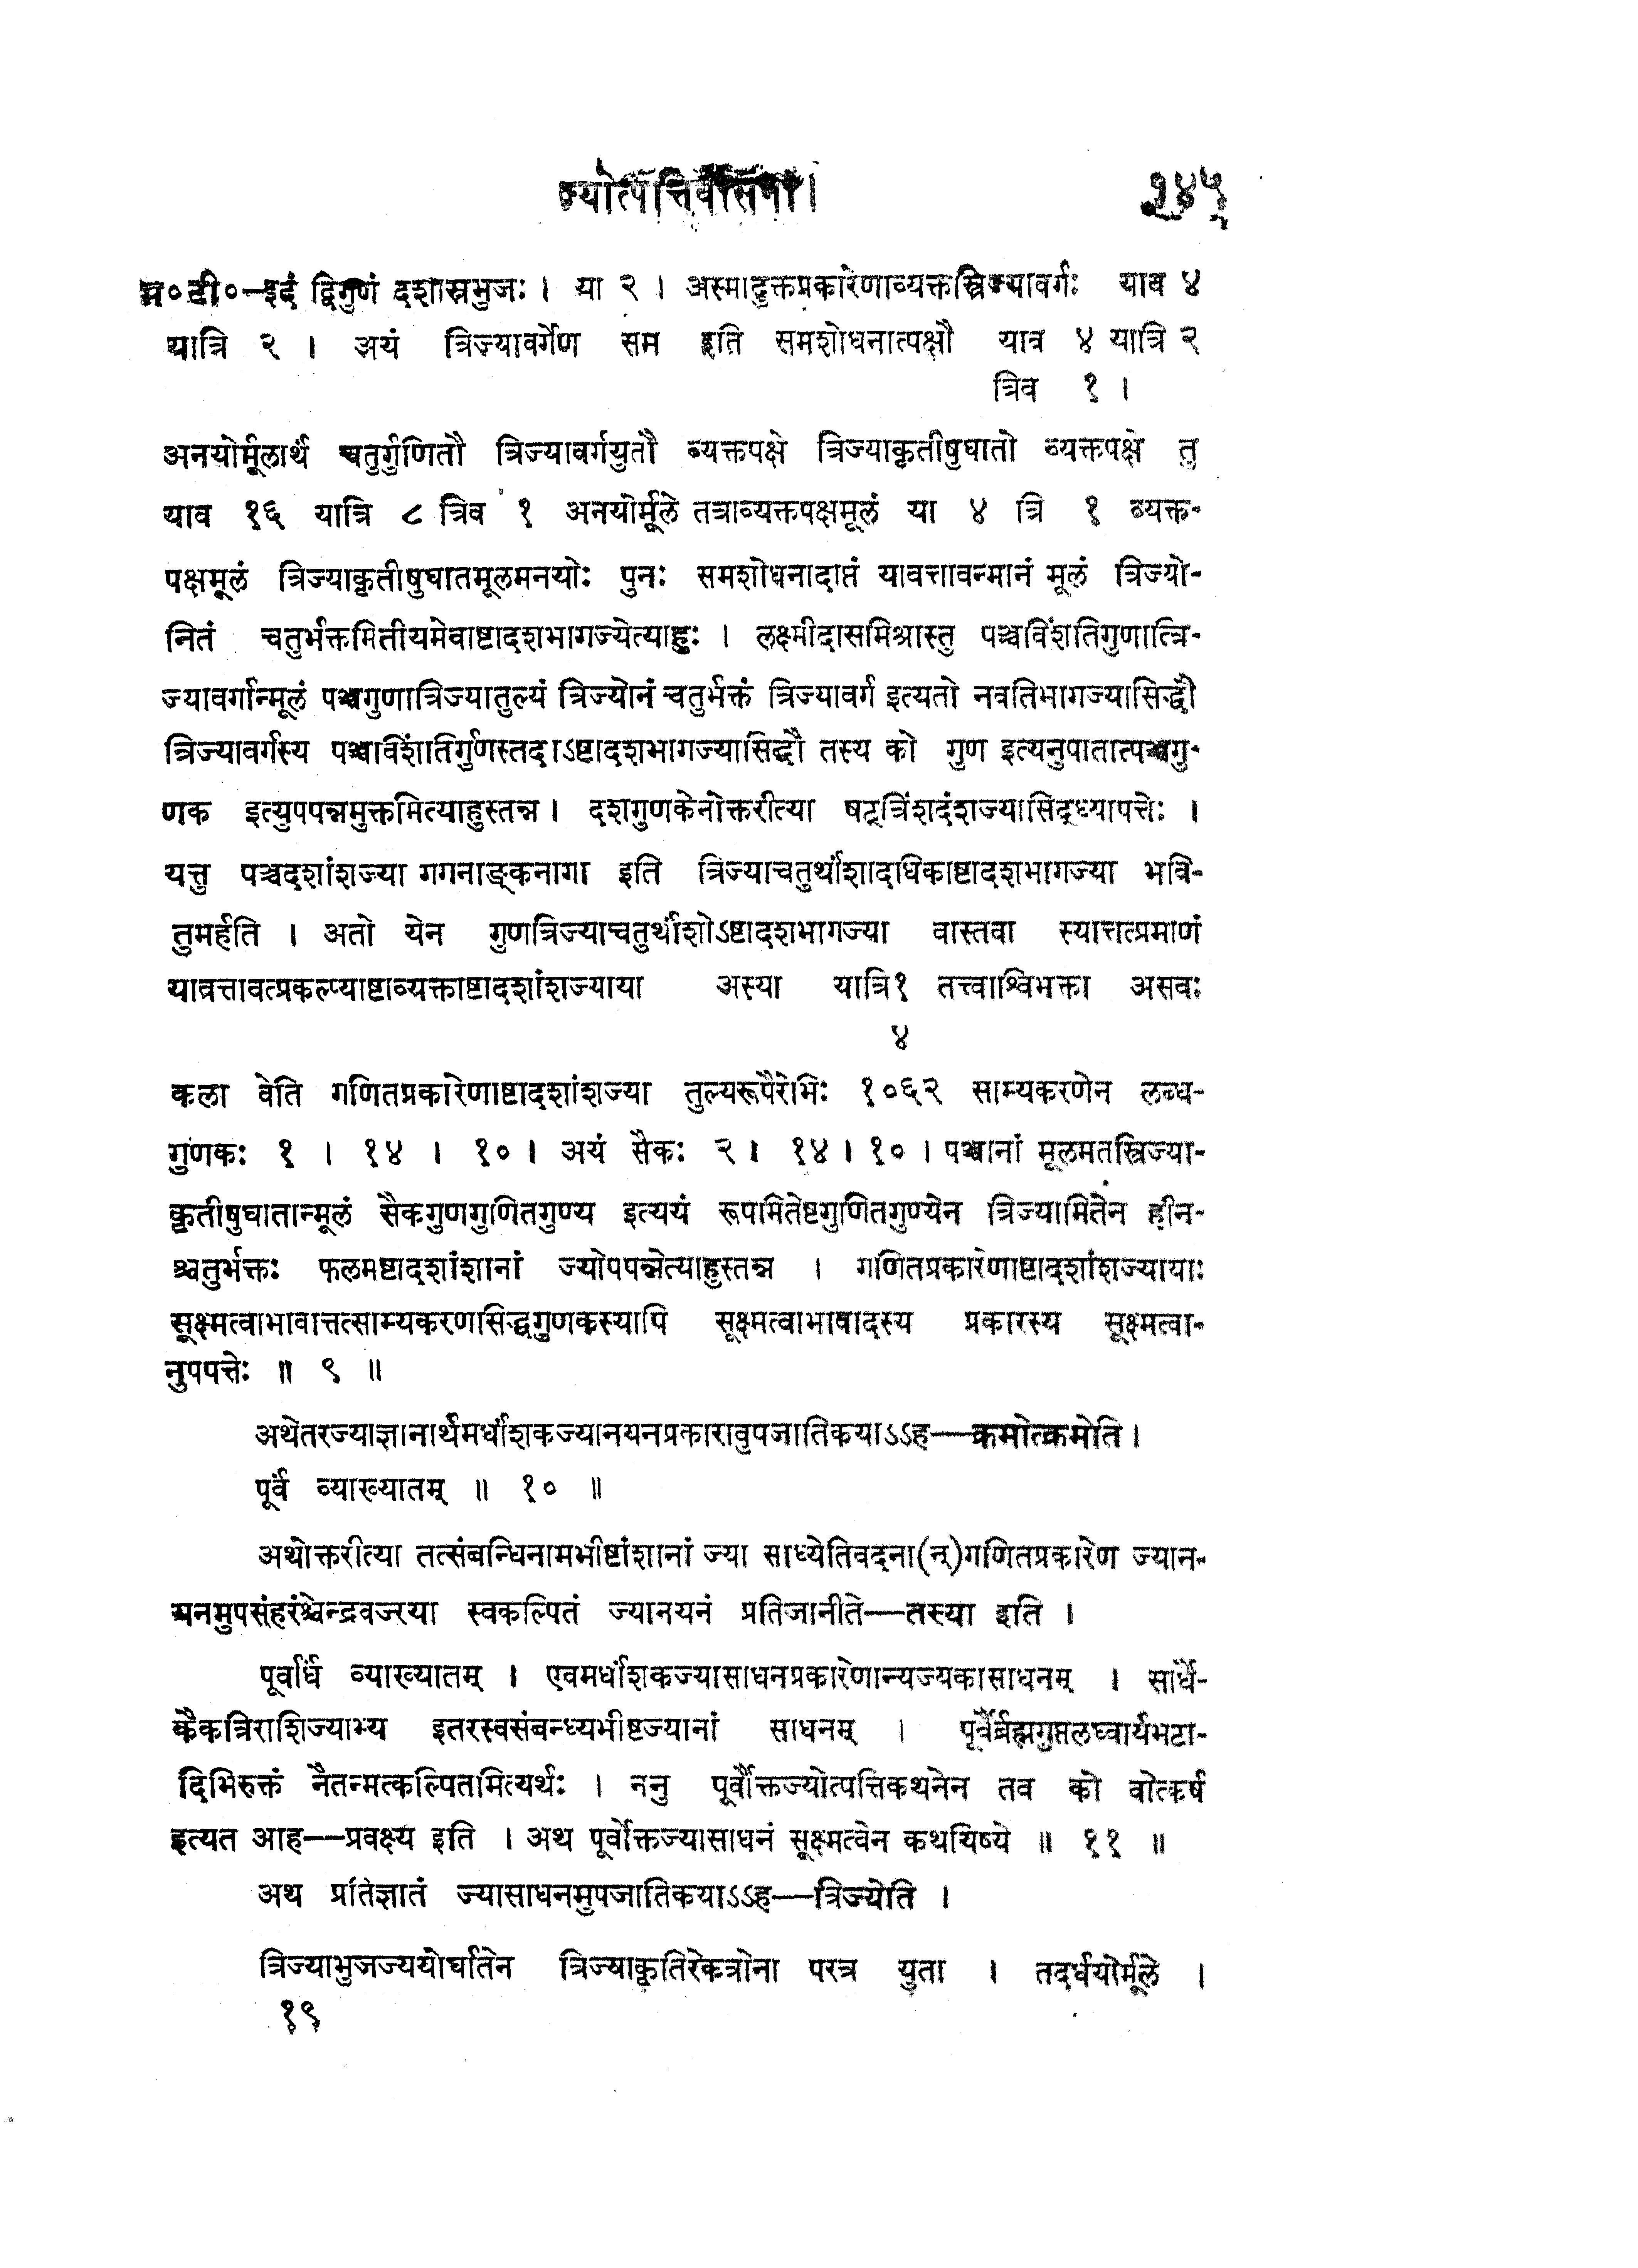 ज्योत्पत्तिर्वासना। १४५
म०टी०—इदं द्विगुणं दशास्रभुजः। या २ । अस्मादुक्तप्रकारेणाव्यक्तस्त्रिज्यावर्गः याव ४
यात्रि २ । अयं त्रिज्यावर्गेण सम इति समशोधनात्पक्षौ याव ४ यात्रि २
त्रिव १ ।
अनयोर्मूलार्थं चतुर्गुणितौ त्रिज्यावर्गयुतौ व्यक्तपक्षे त्रिज्याकृतीषुघातो व्यक्तपक्षे तु
याव १६ यात्रि ८ त्रिव १ अनयोर्मूले तत्राव्यक्तपक्षमूलं या ४ त्रि १ व्यक्त-
पक्षमूलं त्रिज्याकृतीषुघातमूलमनयोः पुनः समशोधनादाप्तं यावत्तावन्मानं मूलं त्रिज्यो-
नितं चतुर्भक्तमितीयमेवाष्टादशभागज्येत्याहुः । लक्ष्मीदासमिश्रास्तु पञ्चविंशतिगुणात्त्रि-
ज्यावर्गान्मूलं पञ्चगुणात्रिज्यातुल्यं त्रिज्योनं चतुर्भक्तं त्रिज्यावर्ग इत्यतो नवतिभागज्यासिद्धौ
त्रिज्यावर्गस्य पञ्चविंशतिर्गुणस्तदाऽष्टादशभागज्यासिद्धौ तस्य को गुण इत्यनुपातात्पञ्चगु-
णक इत्युपपन्नमुक्तमित्याहुस्तन्न। दशगुणकेनोक्तरीत्या षट्त्रिंशदंशज्यासिद्ध्यापत्तेः ।
यत्तु पञ्चदशांशज्या गगनाङ्कनागा इति त्रिज्याचतुर्थांशादधिकाष्टादशभागज्या भवि-
तुमर्हति । अतो येन गुणत्रिज्याचतुर्थांशोऽष्टादशभागज्या वास्तवा स्यात्तत्प्रमाणं
यावत्तावत्प्रकल्प्याष्टाव्यक्ताष्टादशांशज्याया अस्या यात्रि१ तत्त्वाश्विभक्ता असवः
४
कला वेति गणितप्रकारेणाष्टादशांशज्या तुल्यरूपैरेभिः १०६२ साम्यकरणेन लब्ध-
गुणकः १ । १४ । १० । अयं सैकः २ । १४ । १० । पञ्चानां मूलमतस्त्रिज्या-
कृतीषुघातान्मूलं सैकगुणगुणितगुण्य इत्ययं रूपमितेष्टगुणितगुण्येन त्रिज्यामितेन हीन-
श्चतुर्भक्तः फलमष्टादशांशानां ज्योपपन्नेत्याहुस्तन्न । गणितप्रकारेणाष्टादशांशज्यायाः
सूक्ष्मत्वाभावात्तत्साम्यकरणसिद्धगुणकस्यापि सूक्ष्मत्वाभावादस्य प्रकारस्य सूक्ष्मत्वा-
नुपपत्तेः ॥ ९ ॥
अथेतरज्याज्ञानार्थमर्धांशकज्यानयनप्रकारावुपजातिकयाऽऽह—क्रमोत्क्रमेति।
पूर्वं व्याख्यातम् ॥ १० ॥
अथोक्तरीत्या तत्संबन्धिनामभीष्टांशानां ज्या साध्येतिवदना(न्)गणितप्रकारेण ज्यान-
यनमुपसंहरंश्चेन्द्रवज्रया स्वकल्पितं ज्यानयनं प्रतिजानीते—तस्या इति ।
पूर्वार्धं व्याख्यातम् । एवमर्धांशकज्यासाधनप्रकारेणान्यज्यकासाधनम् । सार्धै-
कैकत्रिराशिज्याभ्य इतरस्वसंबन्ध्यभीष्टज्यानां साधनम् । पूर्वैर्ब्रह्मगुप्तलघ्वार्यभटा-
दिभिरुक्तं नैतन्मत्कल्पितमित्यर्थः । ननु पूर्वोक्तज्योत्पत्तिकथनेन तव को वोत्कर्ष
इत्यत आह—प्रवक्ष्य इति । अथ पूर्वोक्तज्यासाधनं सूक्ष्मत्वेन कथयिष्ये ॥ ११ ॥
अथ प्रतिज्ञातं ज्यासाधनमुपजातिकयाऽऽह—त्रिज्येति ।
त्रिज्याभुजज्ययोर्घातेन त्रिज्याकृतिरेकत्रोना परत्र युता । तदर्धयोर्मूले ।
१९